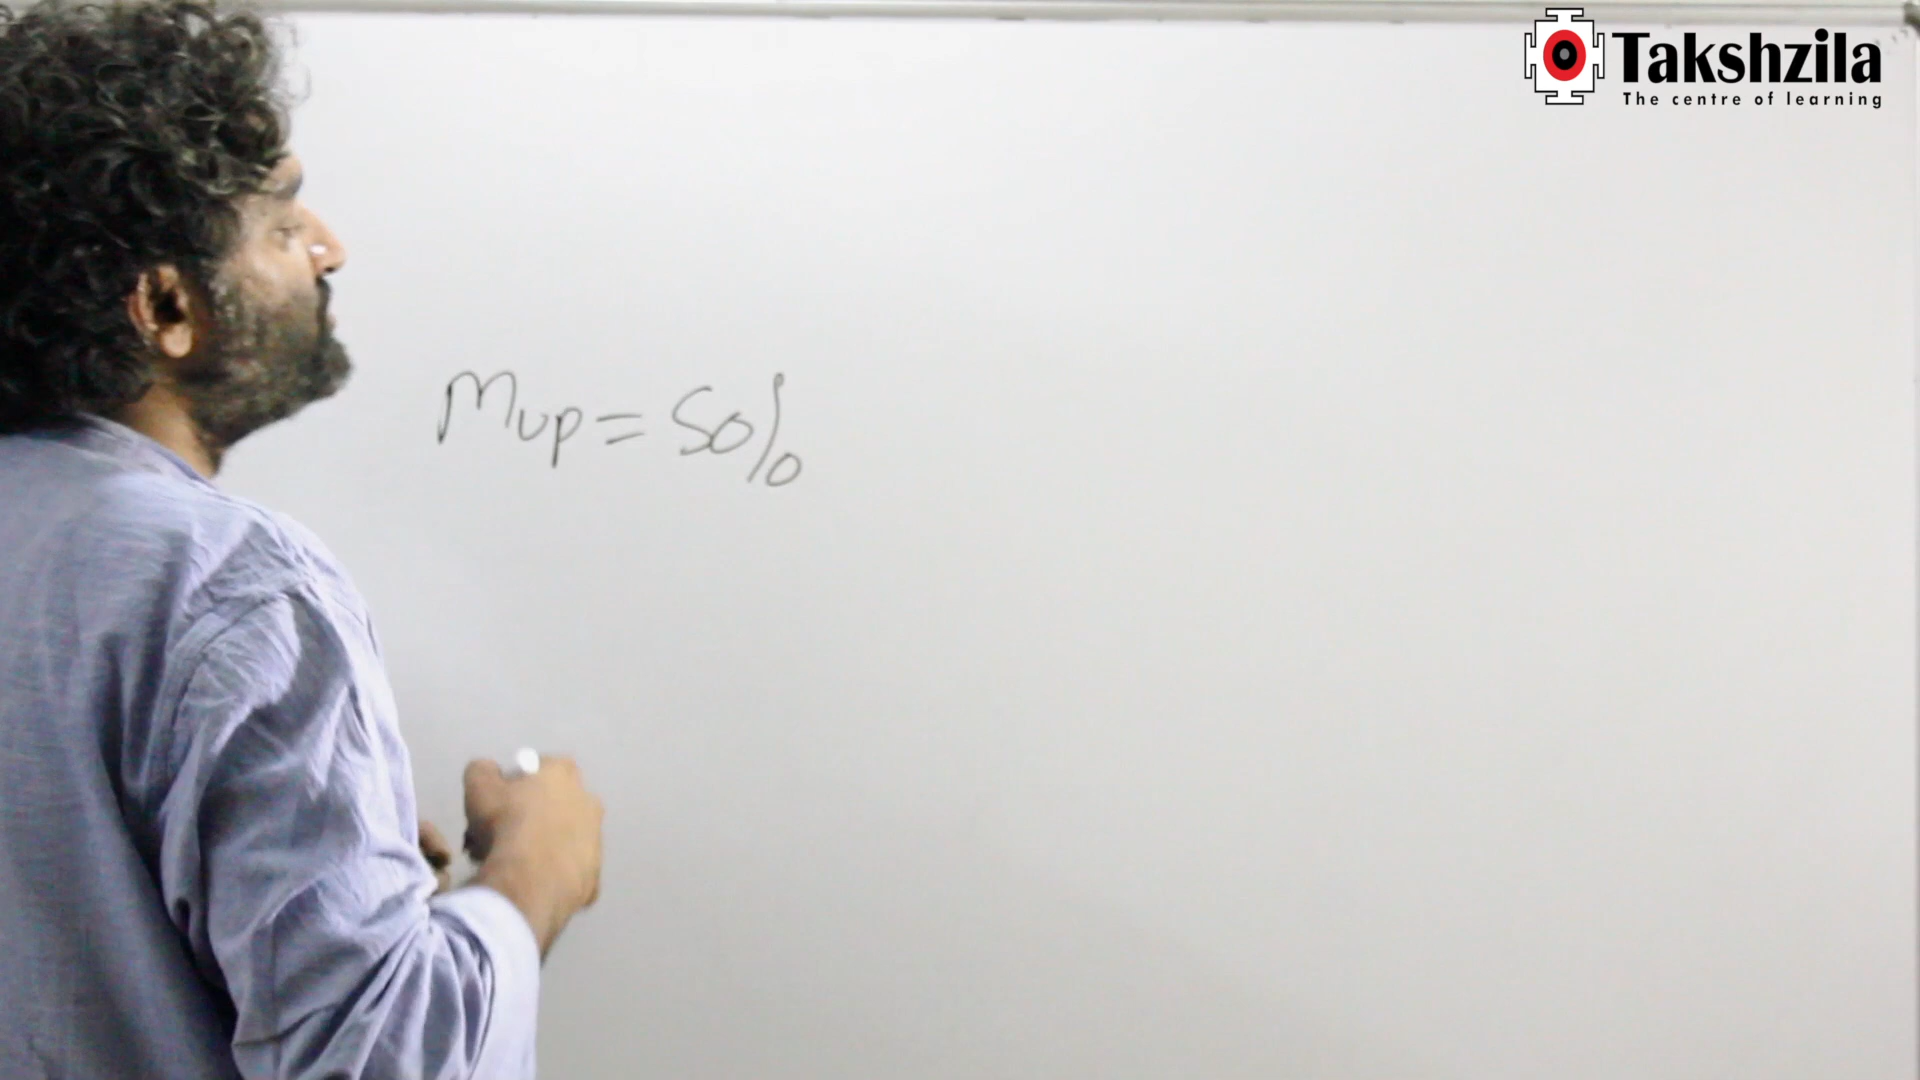 Takshzila
The centre of learning
Mup = 50%